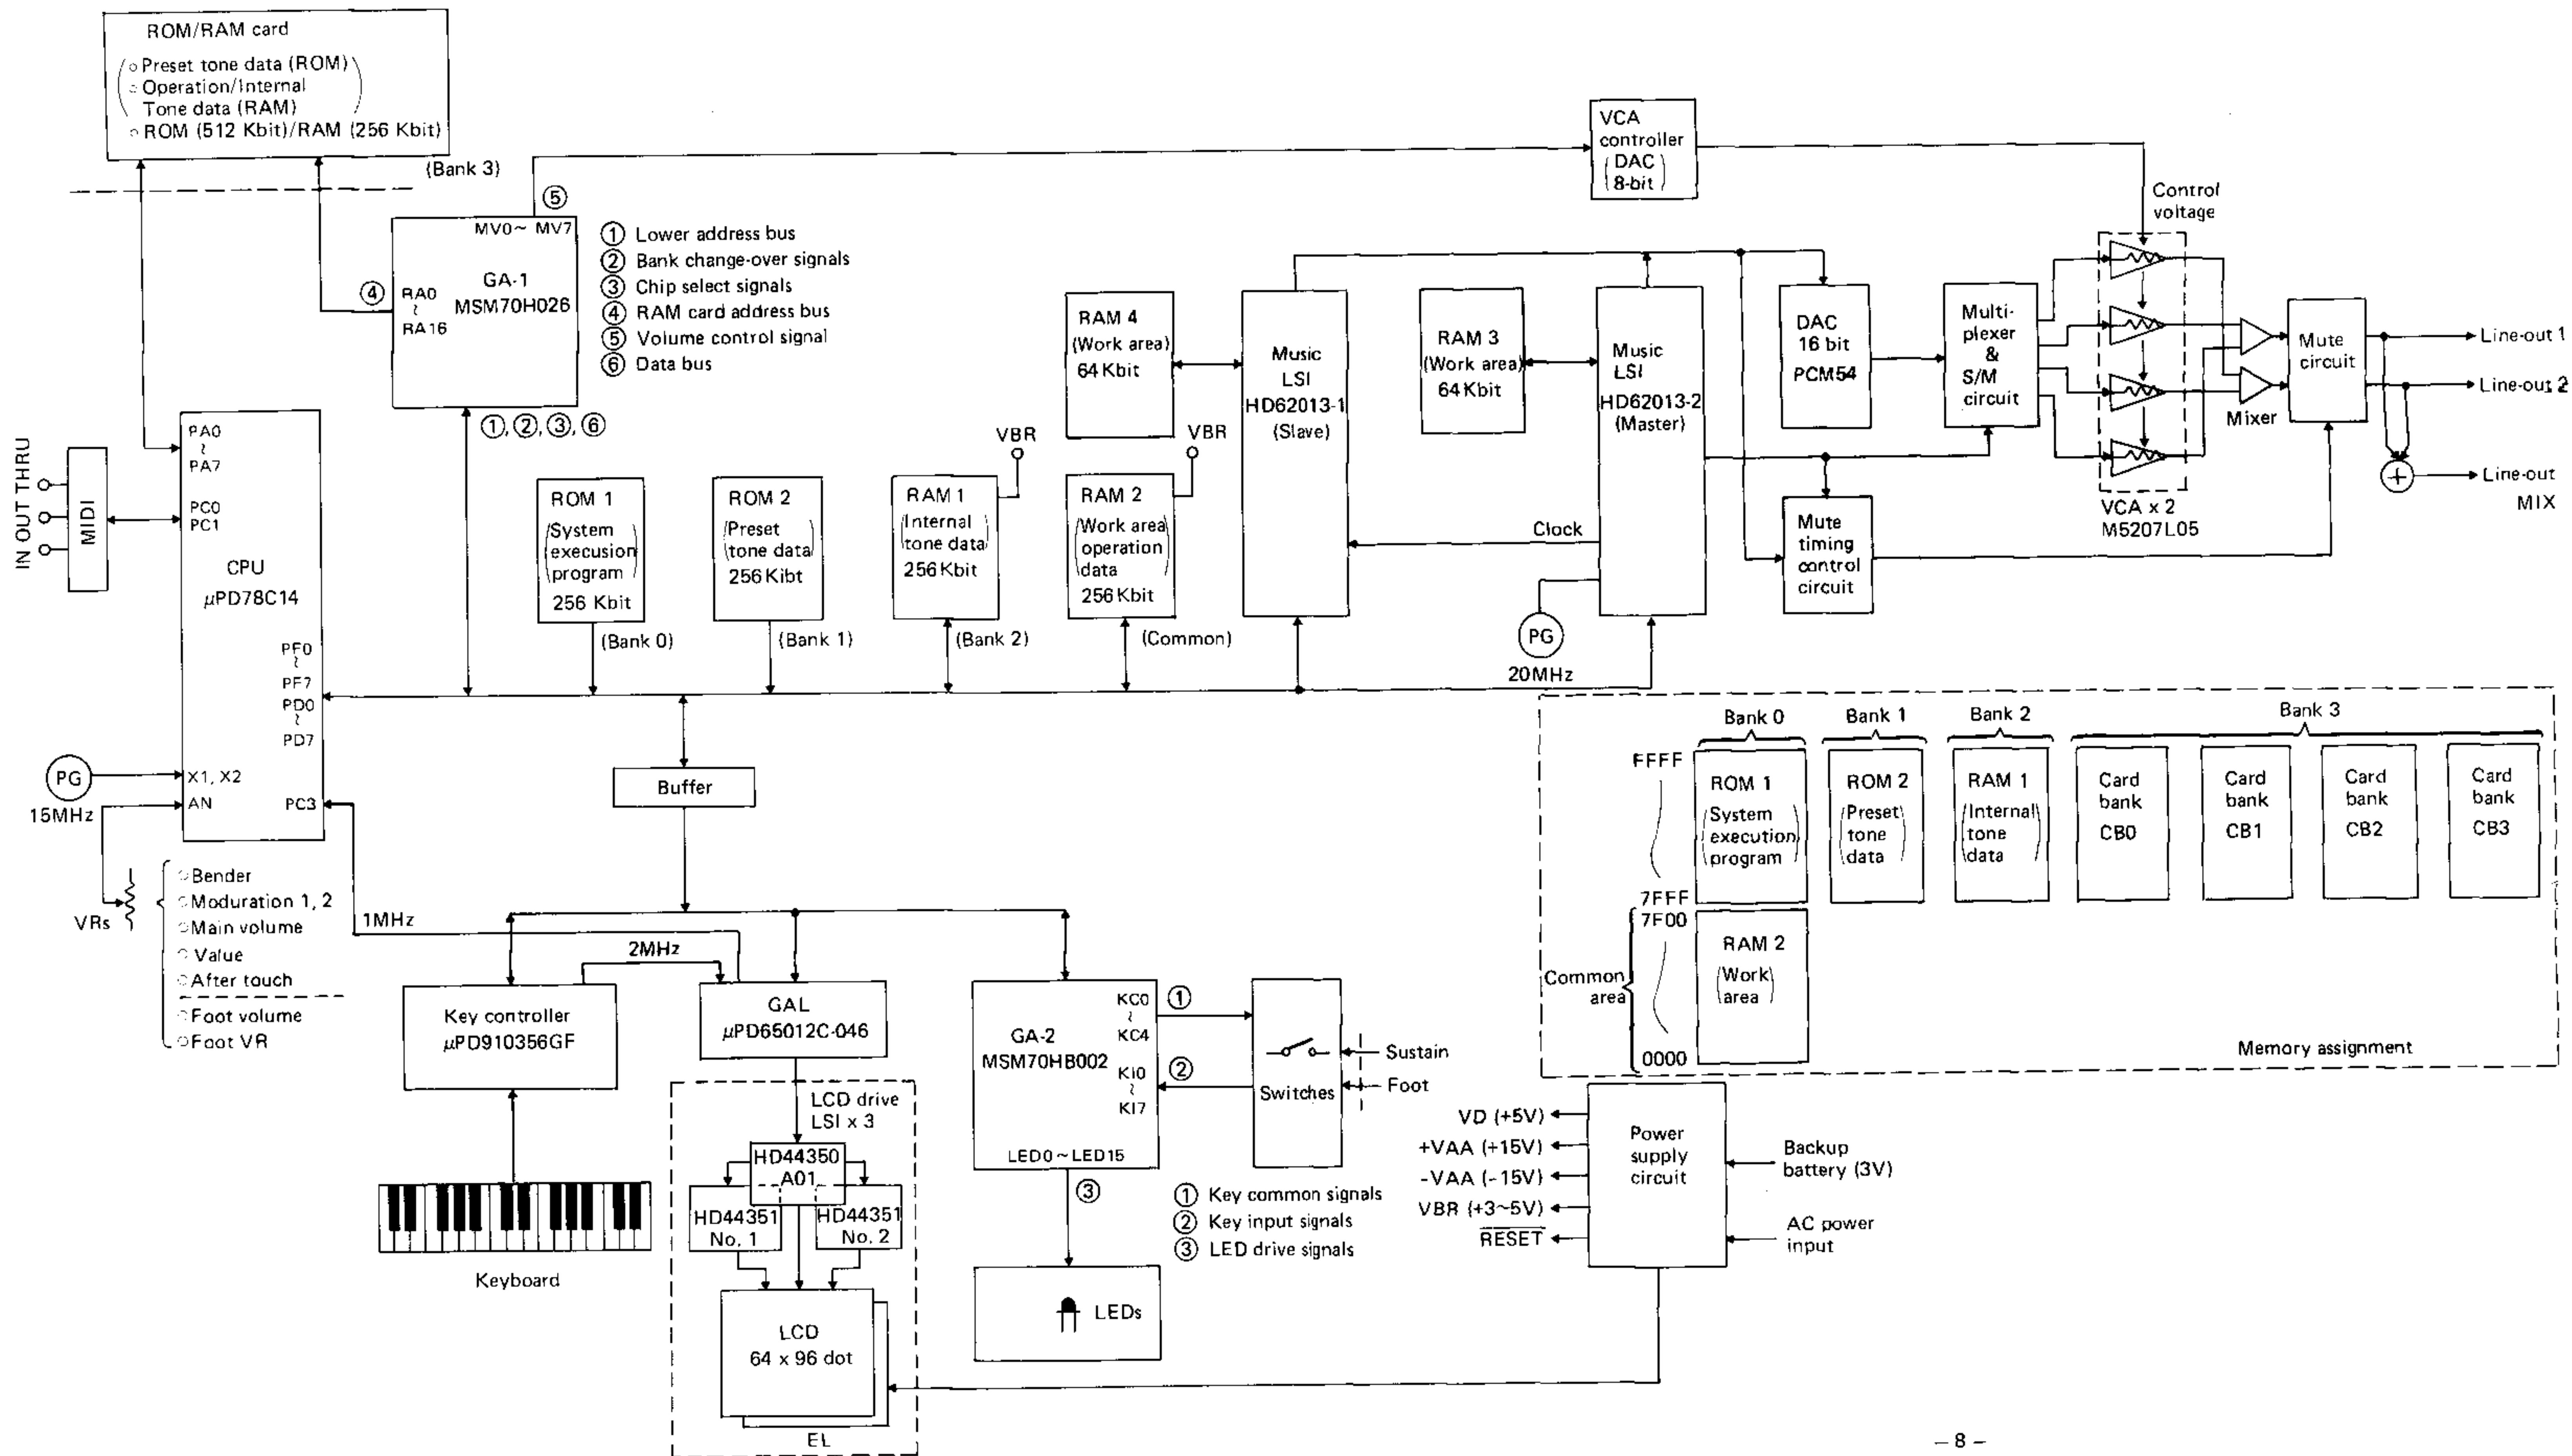 ROM/RAM card
○ Preset tone data (ROM)
○ Operation/Internal
Tone data (RAM)
○ ROM (512 Kbit)/RAM (256 Kbit)
(Bank 3)
⑤
MV0~ MV7
GA-1
MSM70H026
④
RA0
~
RA16
① Lower address bus
② Bank change-over signals
③ Chip select signals
④ RAM card address bus
⑤ Volume control signal
⑥ Data bus
①, ②, ③, ⑥
VCA
controller
(DAC
8-bit)
Control
voltage
IN OUT THRU
MIDI
PA0
~
PA7
PC0
PC1
CPU
μPD78C14
PF0
~
PF7
PD0
~
PD7
X1, X2
AN
PC3
PG
15MHz
VRs
○ Bender
○ Moduration 1, 2
○ Main volume
○ Value
○ After touch
○ Foot volume
○ Foot VR
ROM 1
(System
execusion
program)
256 Kbit
(Bank 0)
ROM 2
(Preset
tone data)
256 Kibt
(Bank 1)
VBR
RAM 1
(Internal
tone data)
256 Kbit
(Bank 2)
VBR
RAM 2
(Work area
operation
data)
256 Kbit
(Common)
RAM 4
(Work area)
64 Kbit
Music
LSI
HD62013-1
(Slave)
RAM 3
(Work area)
64 Kbit
Music
LSI
HD62013-2
(Master)
Clock
PG
20MHz
DAC
16 bit
PCM54
Multi-
plexer
&
S/M
circuit
Mute
timing
control
circuit
VCA x 2
M5207L05
Mixer
Mute
circuit
Line-out 1
Line-out 2
+
Line-out
MIX
Buffer
1MHz
2MHz
Key controller
μPD910356GF
Keyboard
GAL
μPD65012C-046
LCD drive
LSI x 3
HD44350
A01
HD44351
No. 1
HD44351
No. 2
LCD
64 x 96 dot
EL
GA-2
MSM70HB002
KC0
~
KC4
KI0
~
KI7
LED0~LED15
①
②
③
Switches
Sustain
Foot
① Key common signals
② Key input signals
③ LED drive signals
LEDs
Bank 0
Bank 1
Bank 2
Bank 3
FFFF
7FFF
7F00
0000
Common
area
ROM 1
(System
execution
program)
ROM 2
(Preset
tone
data)
RAM 1
(Internal
tone
data)
Card
bank
CB0
Card
bank
CB1
Card
bank
CB2
Card
bank
CB3
RAM 2
(Work
area)
Memory assignment
VD (+5V)
+VAA (+15V)
-VAA (-15V)
VBR (+3~5V)
RESET
Power
supply
circuit
Backup
battery (3V)
AC power
input
– 8 –